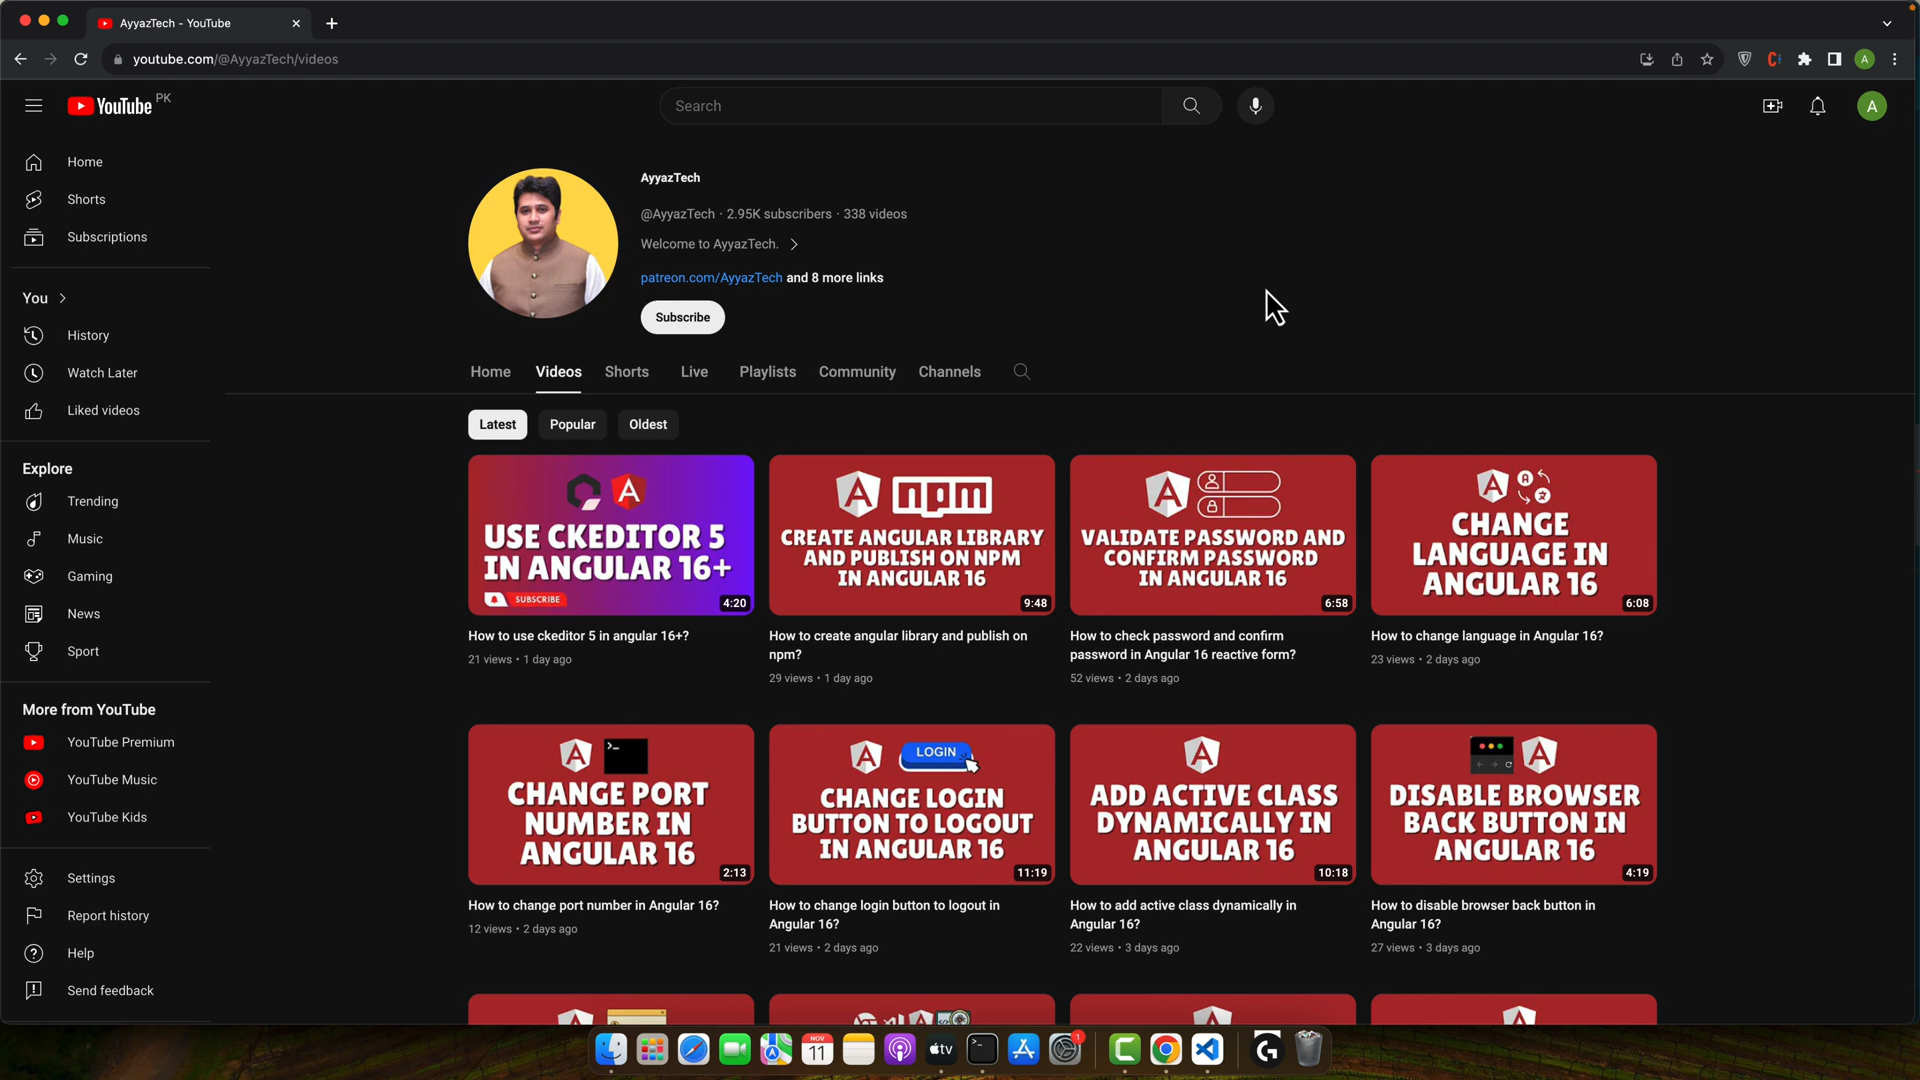 AyyazTech - YouTube
youtube.com/@AyyazTech/videos
A
YouTube PK
Search
A
Home
Shorts
Subscriptions
You
History
Watch Later
Liked videos
Explore
Trending
Music
Gaming
News
Sport
More from YouTube
YouTube Premium
YouTube Music
YouTube Kids
Settings
Report history
Help
Send feedback
AyyazTech
@AyyazTech · 2.95K subscribers · 338 videos
Welcome to AyyazTech.
patreon.com/AyyazTech and 8 more links
Subscribe
Home Videos Shorts Live Playlists Community Channels
Latest Popular Oldest
A
USE CKEDITOR 5
IN ANGULAR 16+
SUBSCRIBE
4:20
How to use ckeditor 5 in angular 16+?
21 views • 1 day ago
A npm
CREATE ANGULAR LIBRARY
AND PUBLISH ON NPM
IN ANGULAR 16
9:48
How to create angular library and publish on
npm?
29 views • 1 day ago
A
VALIDATE PASSWORD AND
CONFIRM PASSWORD
IN ANGULAR 16
6:58
How to check password and confirm
password in Angular 16 reactive form?
52 views • 2 days ago
A
CHANGE
LANGUAGE IN
ANGULAR 16
6:08
How to change language in Angular 16?
23 views • 2 days ago
A >_
CHANGE PORT
NUMBER IN
ANGULAR 16
2:13
How to change port number in Angular 16?
12 views • 2 days ago
A LOGIN
CHANGE LOGIN
BUTTON TO LOGOUT
IN ANGULAR 16
11:19
How to change login button to logout in
Angular 16?
21 views • 2 days ago
A
ADD ACTIVE CLASS
DYNAMICALLY IN
ANGULAR 16
10:18
How to add active class dynamically in
Angular 16?
22 views • 3 days ago
A
DISABLE BROWSER
BACK BUTTON IN
ANGULAR 16
4:19
How to disable browser back button in
Angular 16?
27 views • 3 days ago
NOV
11
tv
>_
1